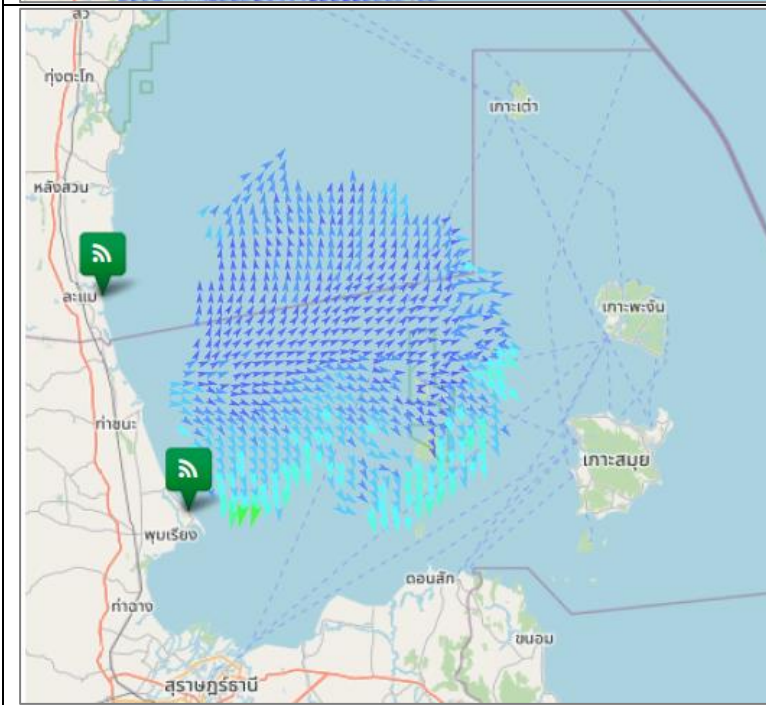 สวี
ทุ่งตะโก
เกาะเต่า
หลังสวน
ละแม
เกาะพะงัน
ท่าชนะ
เกาะสมุย
พุมเรียง
ดอนสัก
ท่าฉาง
ขนอม
สุราษฎร์ธานี